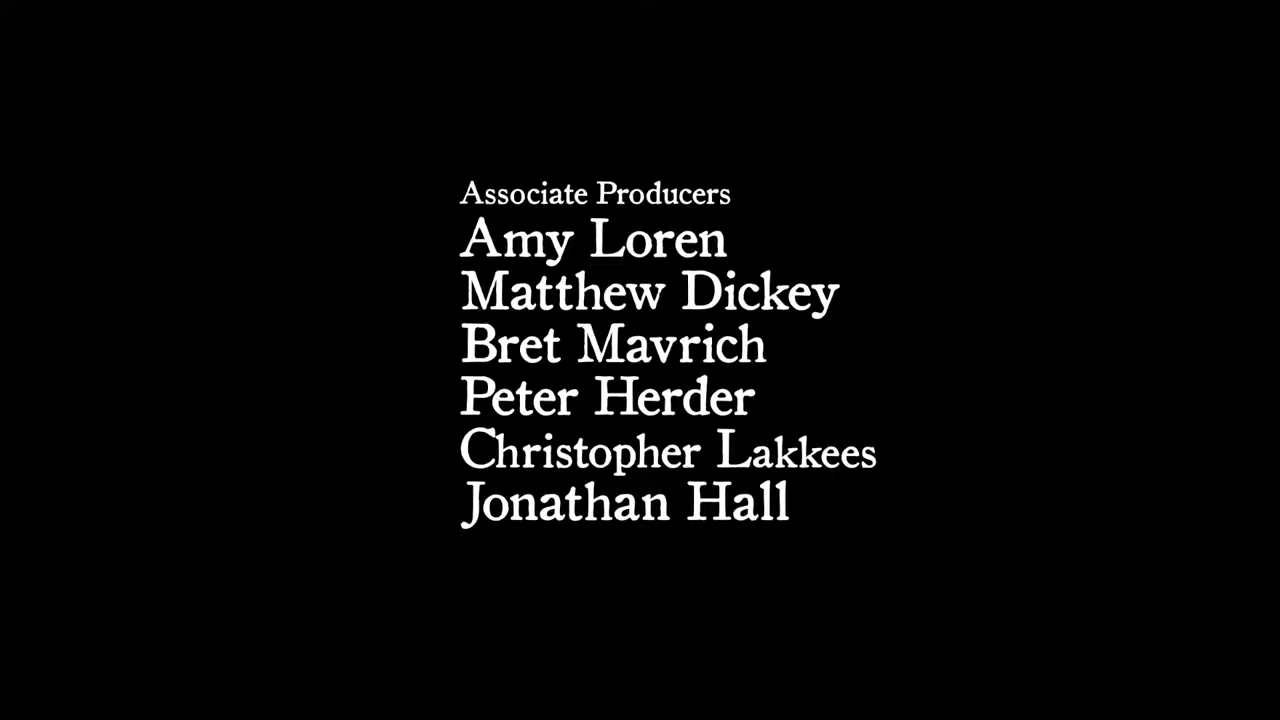 Associate Producers
Amy Loren
Matthew Dickey
Bret Mavrich
Peter Herder
Christopher Lakkees
Jonathan Hall